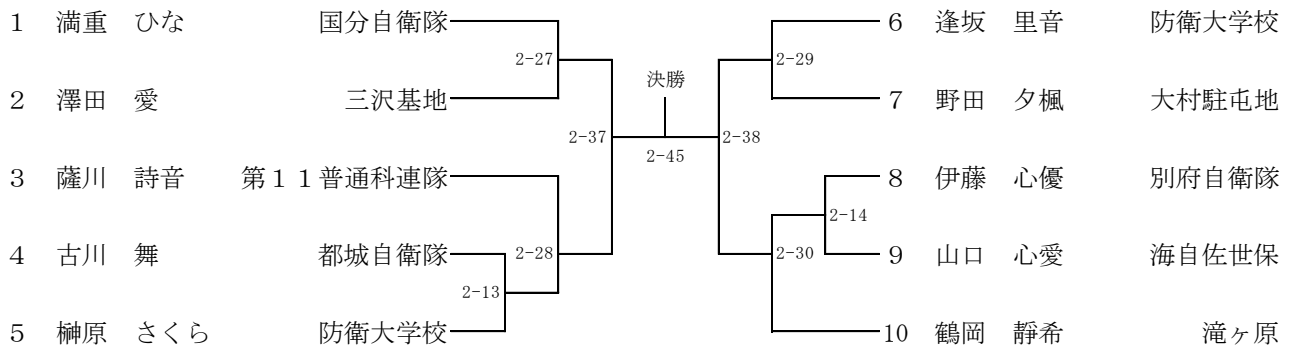 1 満重 ひな 国分自衛隊
2 澤田 愛 三沢基地
3 薩川 詩音 第１１普通科連隊
4 古川 舞 都城自衛隊
5 榊原 さくら 防衛大学校
2-27
2-37
2-28
2-13
決勝
2-45
2-29
2-38
2-14
2-30
6 逢坂 里音 防衛大学校
7 野田 夕楓 大村駐屯地
8 伊藤 心優 別府自衛隊
9 山口 心愛 海自佐世保
10 鶴岡 靜希 滝ヶ原